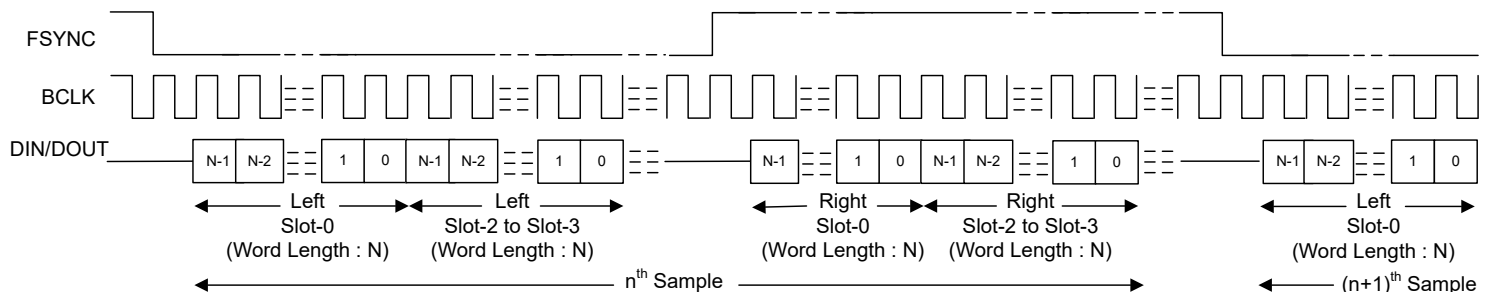 FSYNC
BCLK
DIN/DOUT
N-1 N-2 1 0 N-1 N-2 1 0 N-1 1 0 N-1 N-2 1 0 N-1 N-2 1 0
Left Left Right Right Left
Slot-0 Slot-2 to Slot-3 Slot-0 Slot-2 to Slot-3 Slot-0
(Word Length : N) (Word Length : N) (Word Length : N) (Word Length : N) (Word Length : N)
nth Sample (n+1)th Sample